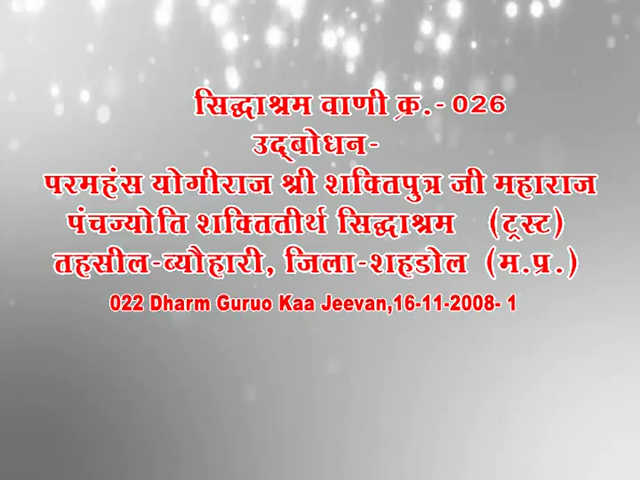 सिद्धाश्रम वाणी क्र.- 026
उद्‌बोधन-
परमहंस योगीराज श्री शक्तिपुत्र जी महाराज
पंचज्योति शक्तितीर्थ सिद्धाश्रम (ट्रस्ट)
तहसील-ब्यौहारी, जिला-शहडोल (म.प्र.)
022 Dharm Guruo Kaa Jeevan,16-11-2008- 1